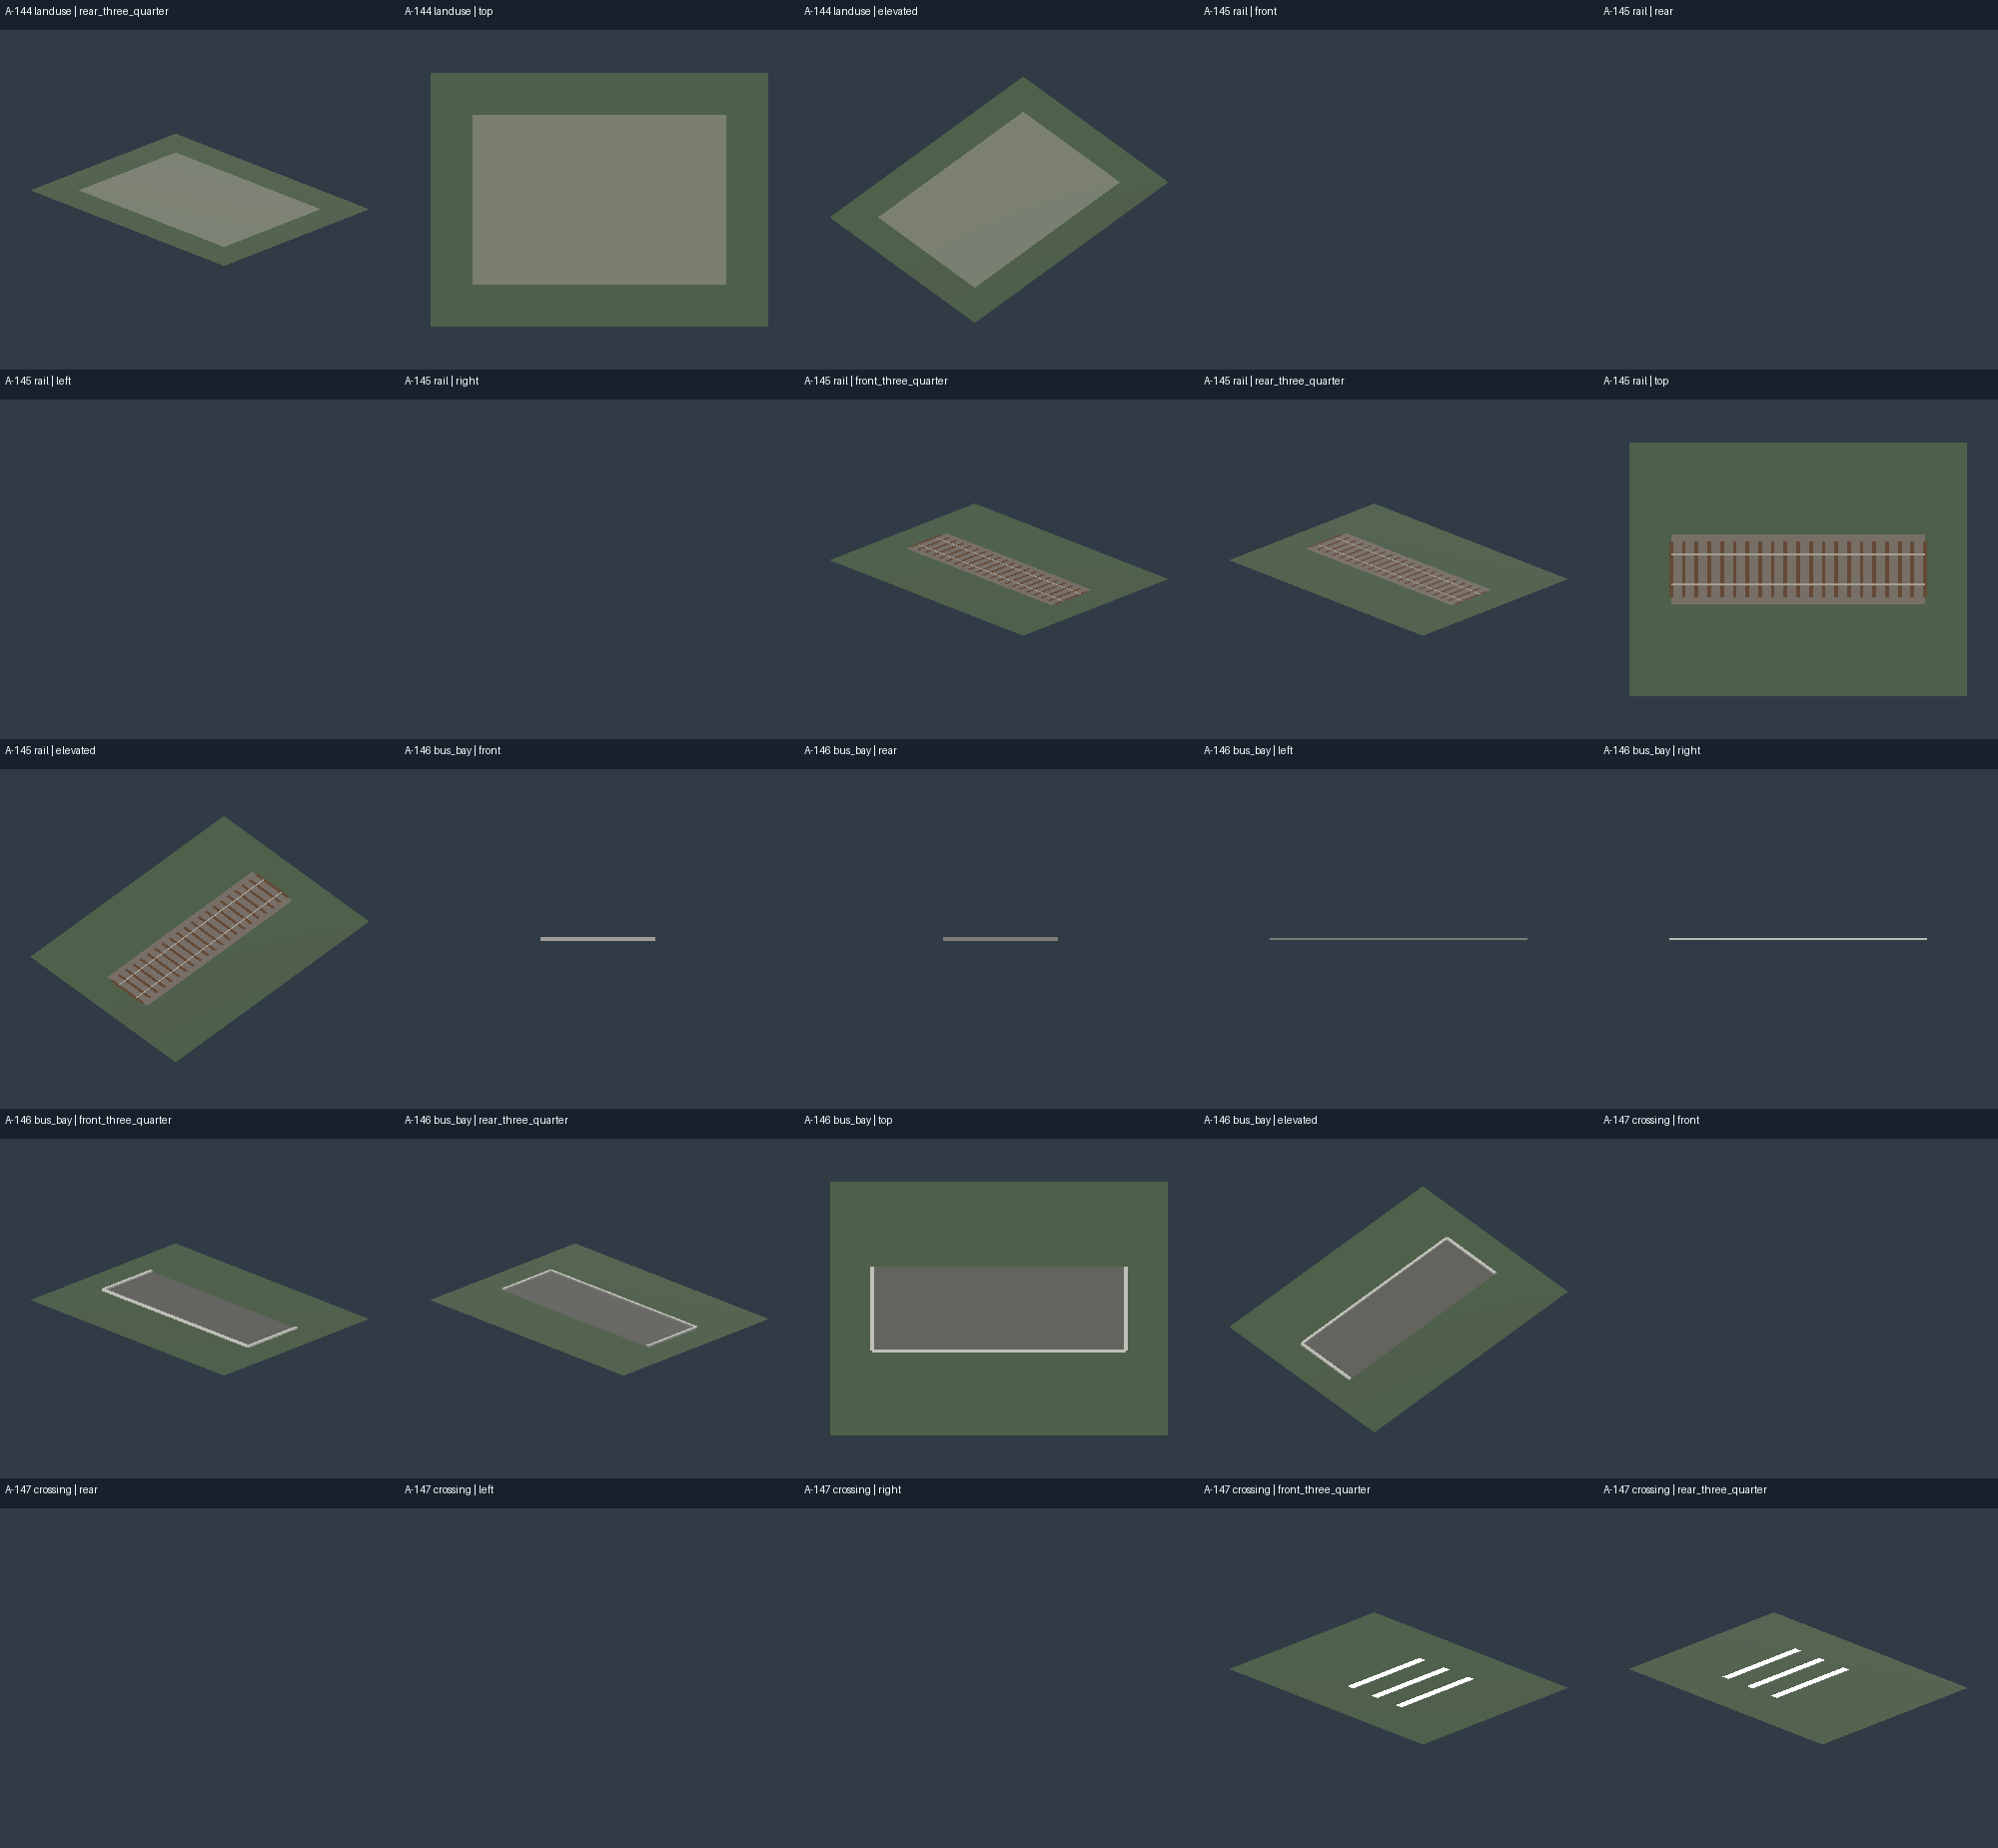 A-144 landuse | rear_three_quarter
A-144 landuse | top
A-144 landuse | elevated
A-145 rail | front
A-145 rail | rear
A-145 rail | left
A-145 rail | right
A-145 rail | front_three_quarter
A-145 rail | rear_three_quarter
A-145 rail | top
A-145 rail | elevated
A-146 bus_bay | front
A-146 bus_bay | rear
A-146 bus_bay | left
A-146 bus_bay | right
A-146 bus_bay | front_three_quarter
A-146 bus_bay | rear_three_quarter
A-146 bus_bay | top
A-146 bus_bay | elevated
A-147 crossing | front
A-147 crossing | rear
A-147 crossing | left
A-147 crossing | right
A-147 crossing | front_three_quarter
A-147 crossing | rear_three_quarter